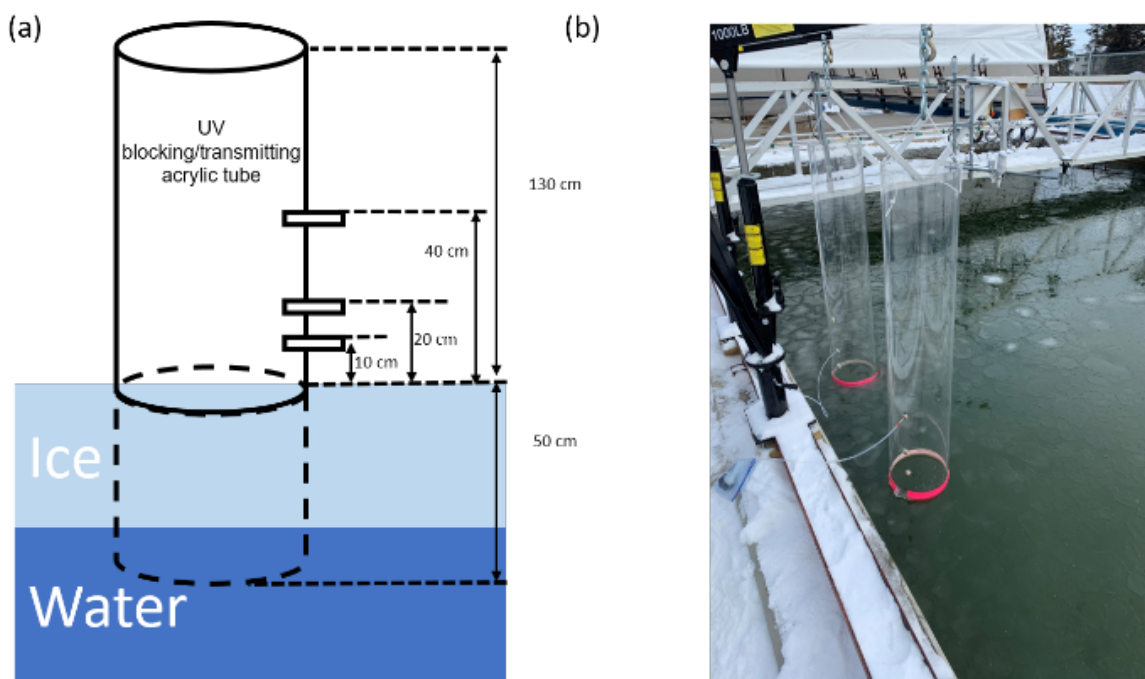 (a)
(b)
1000LB
UV
blocking/transmitting
acrylic tube
130 cm
40 cm
20 cm
10 cm
50 cm
Ice
Water